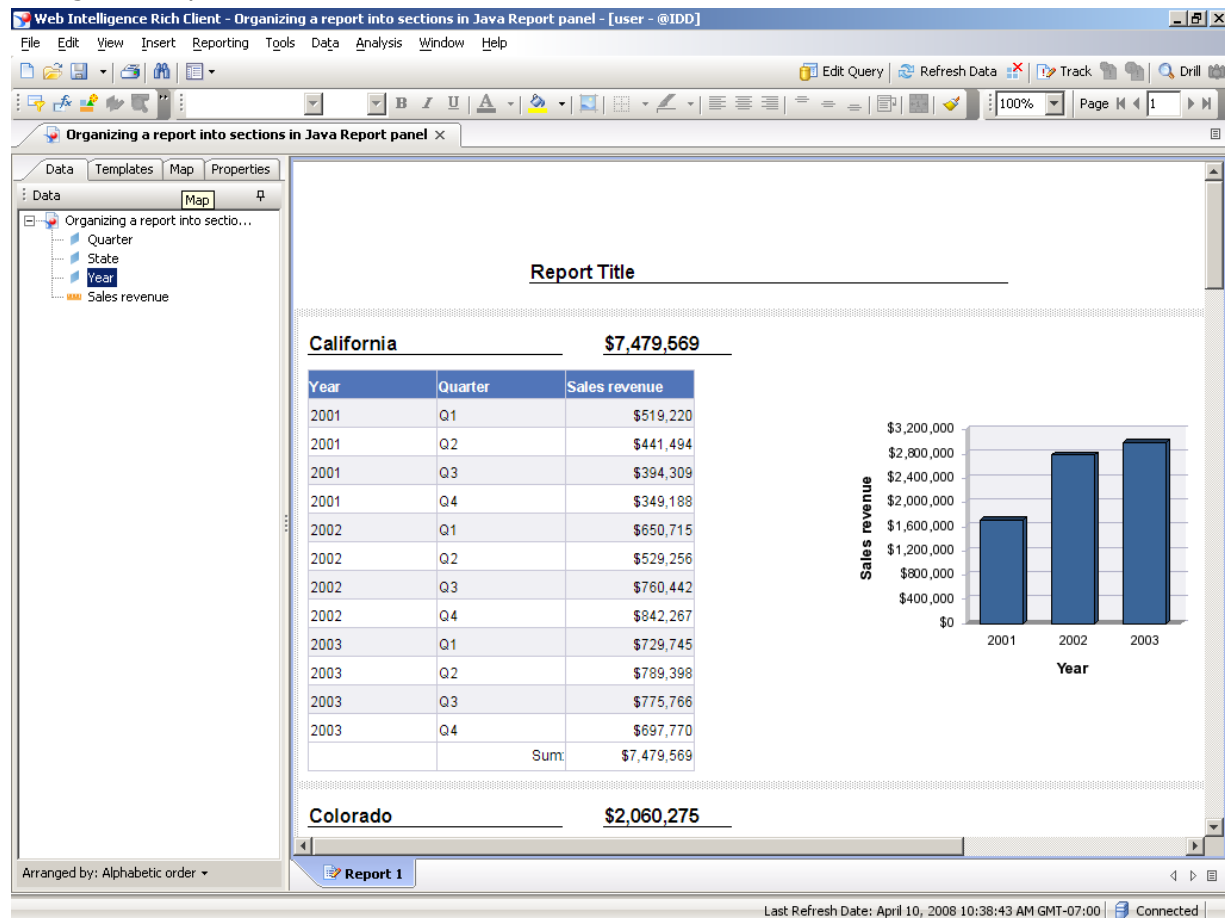 Web Intelligence Rich Client - Organizing a report into sections in Java Report panel - [user - @IDD]
File Edit View Insert Reporting Tools Data Analysis Window Help
Edit Query Refresh Data Track Drill
B I U A 100% Page 1
Organizing a report into sections in Java Report panel ×
Data Templates Map Properties
Data
Map
Organizing a report into sectio...
Quarter
State
Year
Sales revenue
Report Title
California $7,479,569
Year Quarter Sales revenue
2001 Q1 $519,220
2001 Q2 $441,494
2001 Q3 $394,309
2001 Q4 $349,188
2002 Q1 $650,715
2002 Q2 $529,256
2002 Q3 $760,442
2002 Q4 $842,267
2003 Q1 $729,745
2003 Q2 $789,398
2003 Q3 $775,766
2003 Q4 $697,770
Sum: $7,479,569
Sales revenue
$3,200,000
$2,800,000
$2,400,000
$2,000,000
$1,600,000
$1,200,000
$800,000
$400,000
$0
2001 2002 2003
Year
Colorado $2,060,275
Arranged by: Alphabetic order
Report 1
Last Refresh Date: April 10, 2008 10:38:43 AM GMT-07:00 Connected